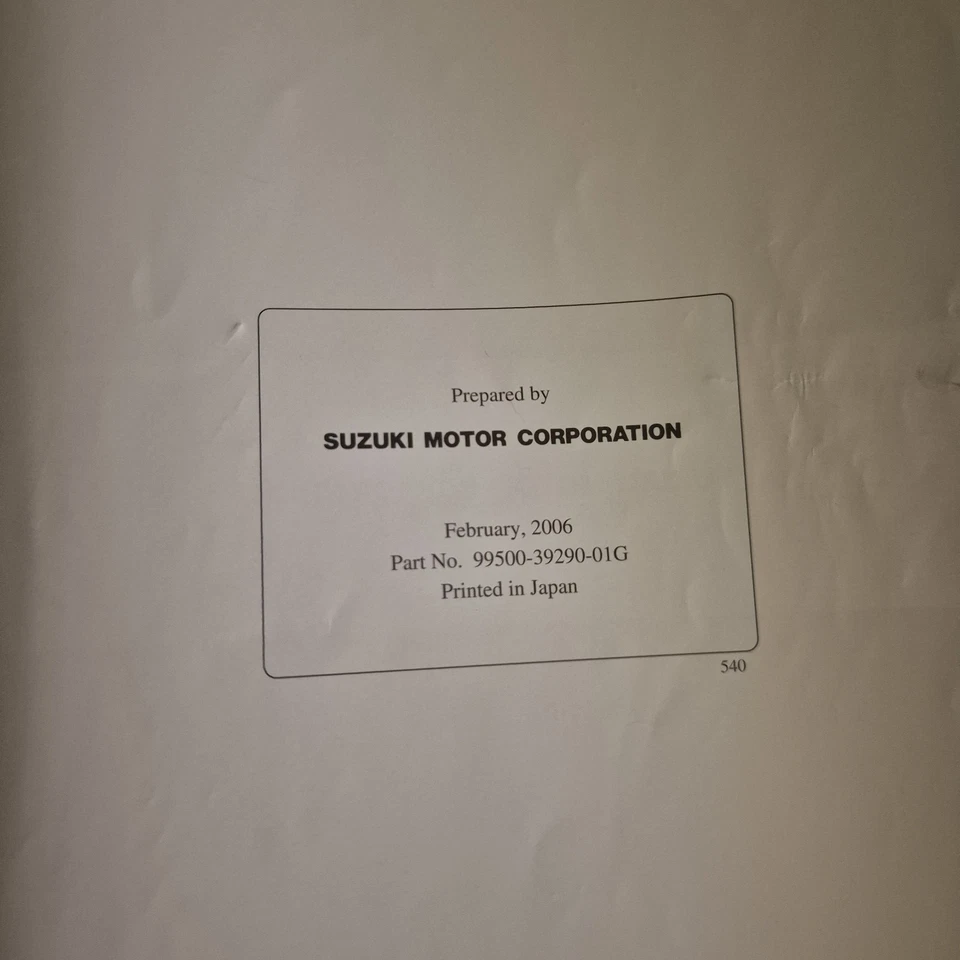 Prepared by
SUZUKI MOTOR CORPORATION
February, 2006
Part No. 99500-39290-01G
Printed in Japan
540